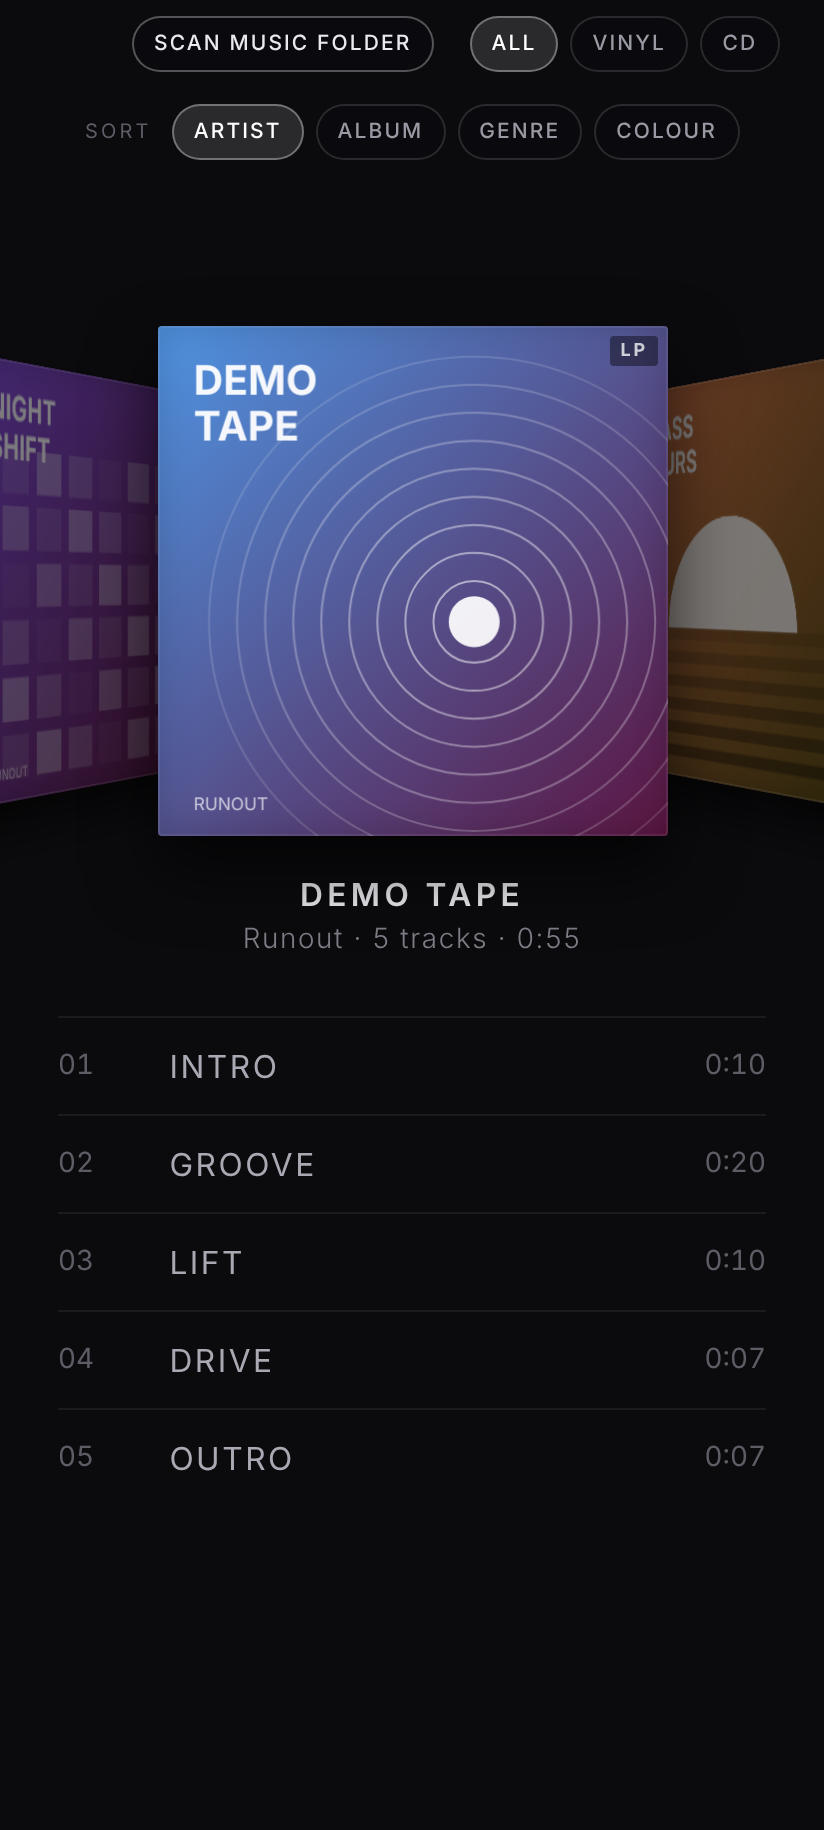 SCAN MUSIC FOLDER ALL VINYL CD
SORT ARTIST ALBUM GENRE COLOUR
LP
DEMO
TAPE
RUNOUT
DEMO TAPE
Runout · 5 tracks · 0:55
01 INTRO 0:10
02 GROOVE 0:20
03 LIFT 0:10
04 DRIVE 0:07
05 OUTRO 0:07